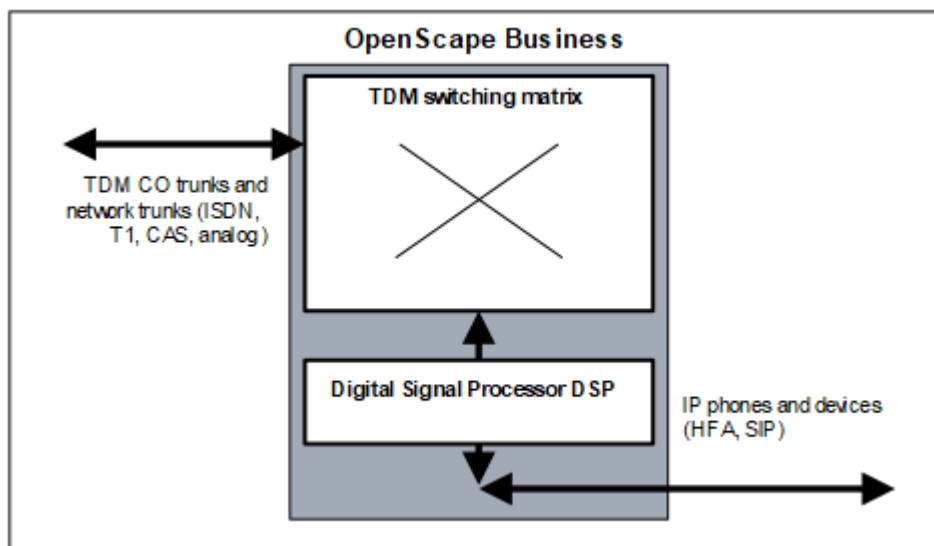 OpenScape Business
TDM switching matrix
TDM CO trunks and
network trunks (ISDN,
T1, CAS, analog)
Digital Signal Processor DSP
IP phones and devices
(HFA, SIP)